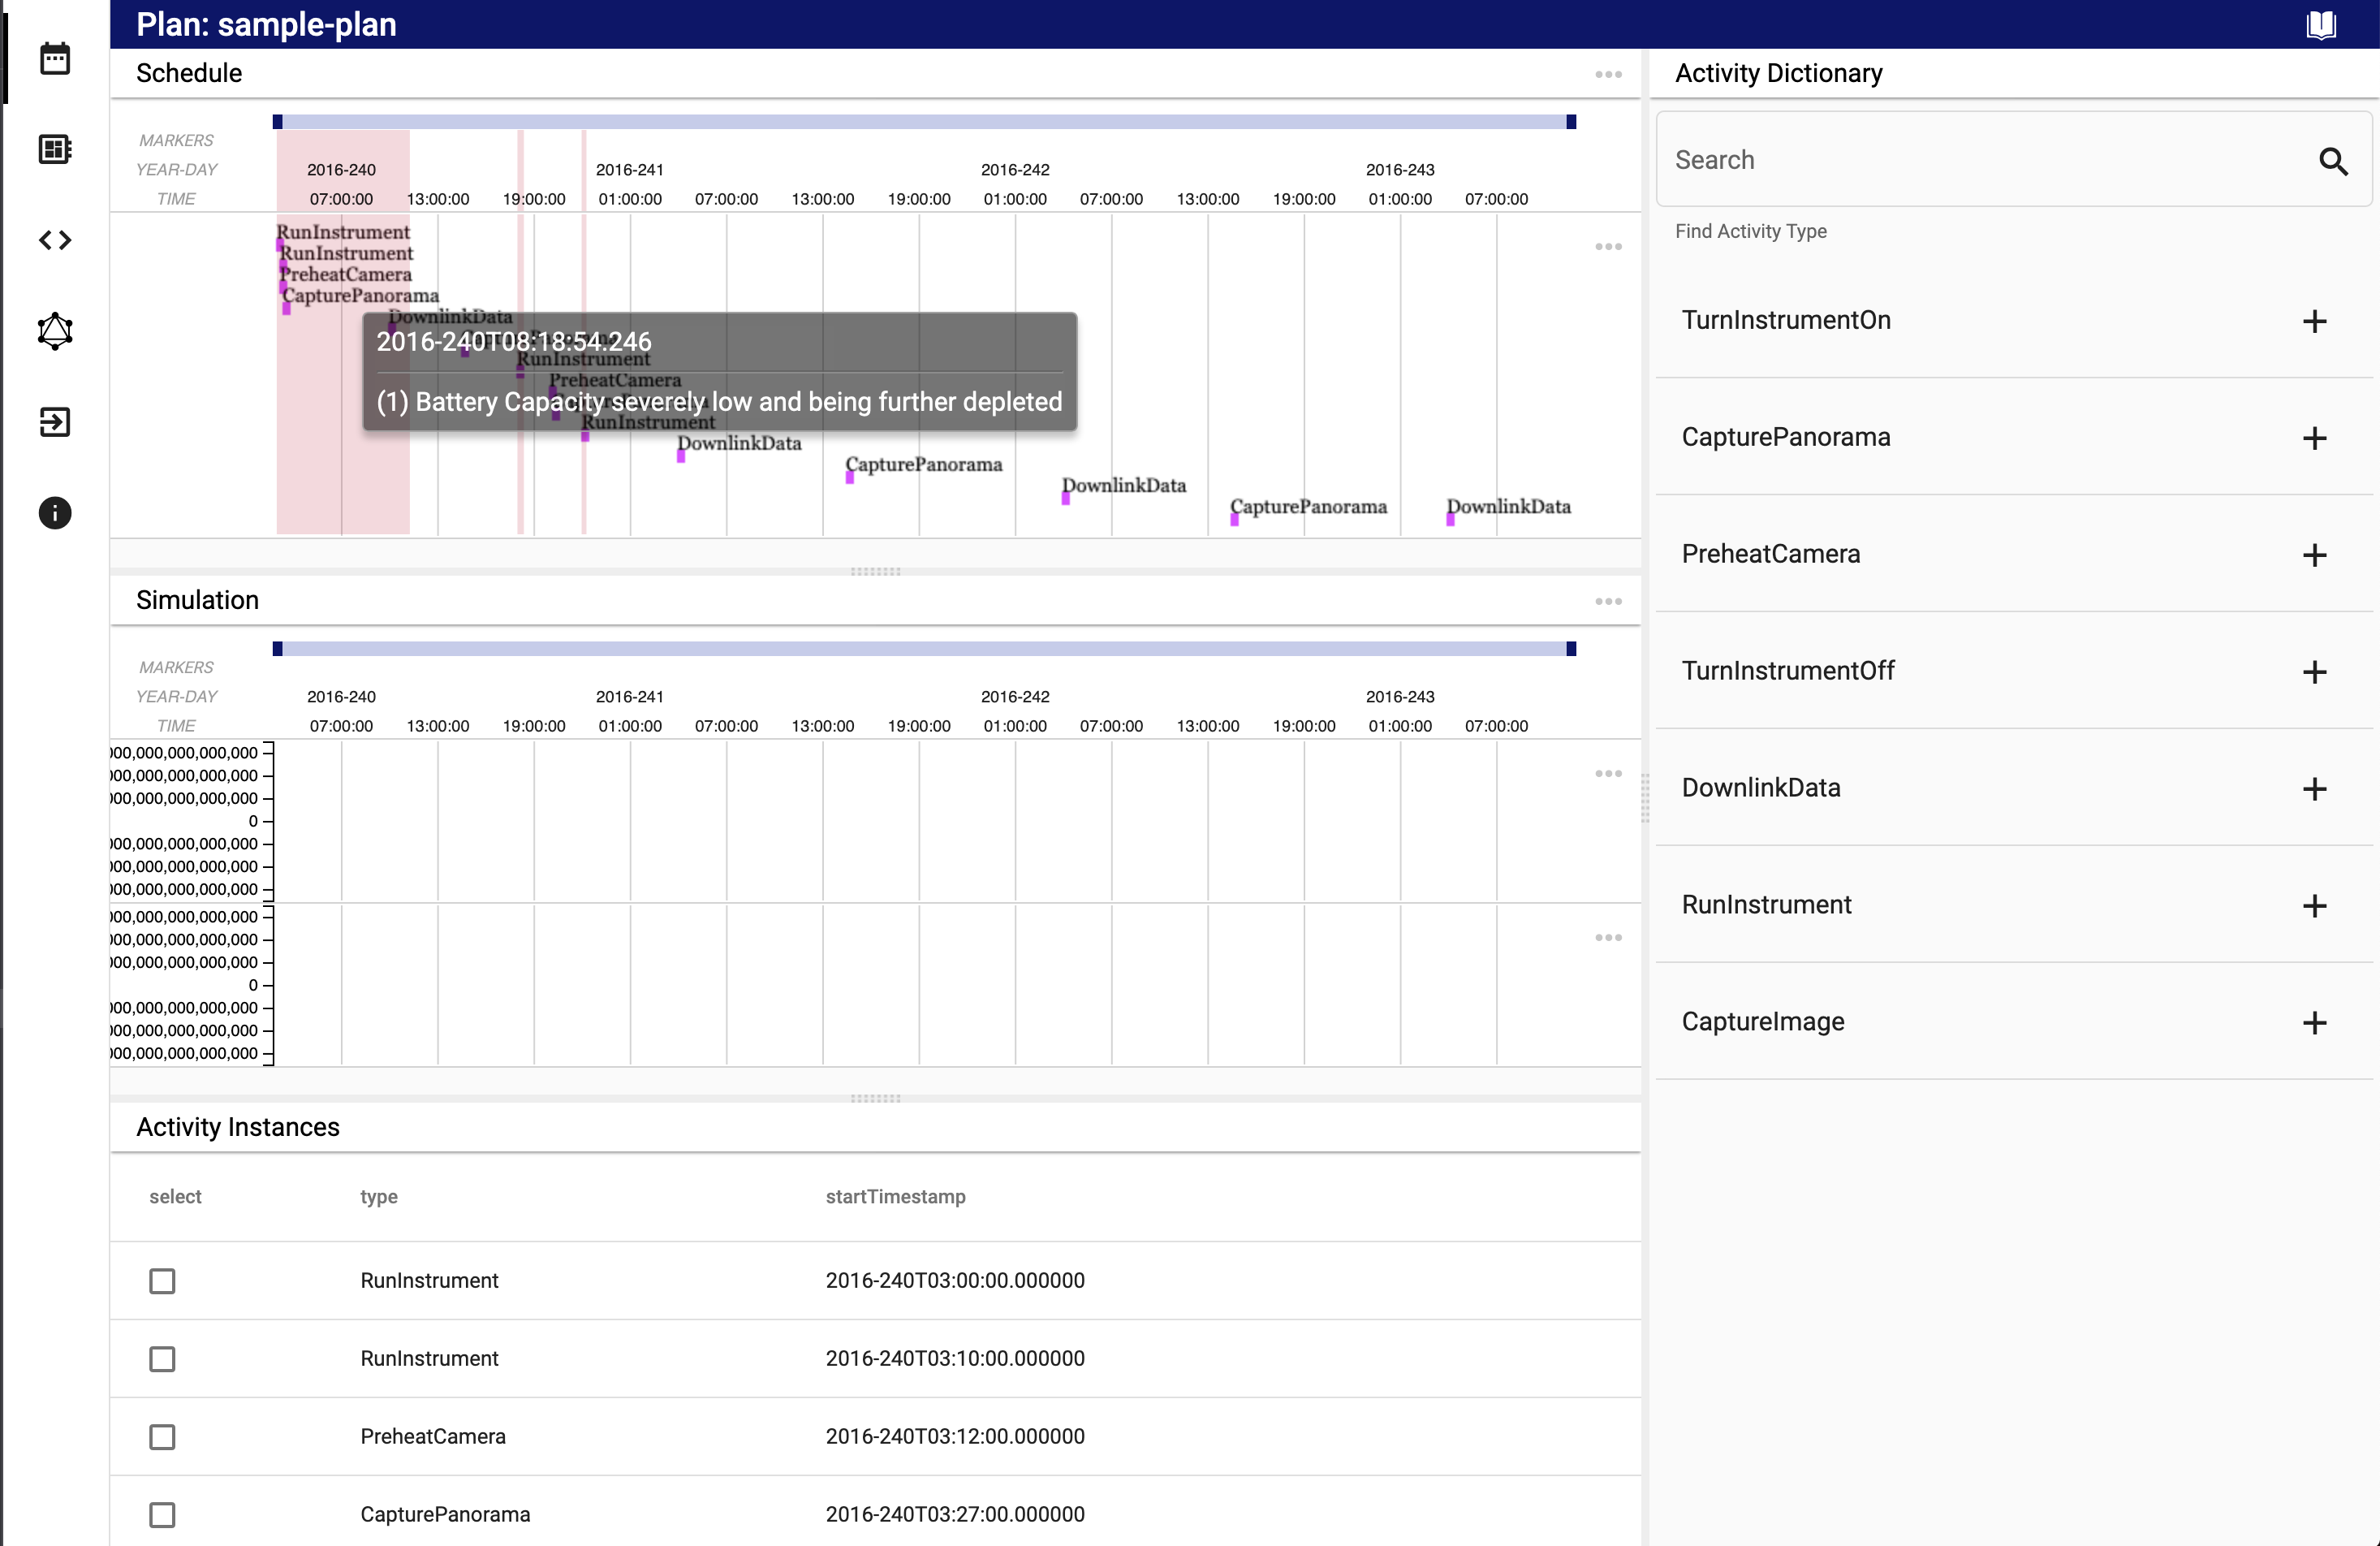 Plan: sample-plan
Schedule
MARKERS
YEAR-DAY 2016-240 2016-241 2016-242 2016-243
TIME 07:00:00 13:00:00 19:00:00 01:00:00 07:00:00 13:00:00 19:00:00 01:00:00 07:00:00 13:00:00 19:00:00 01:00:00 07:00:00
RunInstrument
RunInstrument
PreheatCamera
CapturePanorama
DownlinkData
2016-240T08:18:54.246
RunInstrument
PreheatCamera
(1) Battery Capacity severely low and being further depleted
RunInstrument
DownlinkData
CapturePanorama
DownlinkData
CapturePanorama DownlinkData
Simulation
MARKERS
YEAR-DAY 2016-240 2016-241 2016-242 2016-243
TIME 07:00:00 13:00:00 19:00:00 01:00:00 07:00:00 13:00:00 19:00:00 01:00:00 07:00:00 13:00:00 19:00:00 01:00:00 07:00:00
00,000,000,000,000
00,000,000,000,000
00,000,000,000,000
0
00,000,000,000,000
00,000,000,000,000
00,000,000,000,000
00,000,000,000,000
00,000,000,000,000
00,000,000,000,000
0
00,000,000,000,000
00,000,000,000,000
00,000,000,000,000
Activity Instances
select type startTimestamp
RunInstrument 2016-240T03:00:00.000000
RunInstrument 2016-240T03:10:00.000000
PreheatCamera 2016-240T03:12:00.000000
CapturePanorama 2016-240T03:27:00.000000
Activity Dictionary
Search
Find Activity Type
TurnInstrumentOn
CapturePanorama
PreheatCamera
TurnInstrumentOff
DownlinkData
RunInstrument
CaptureImage